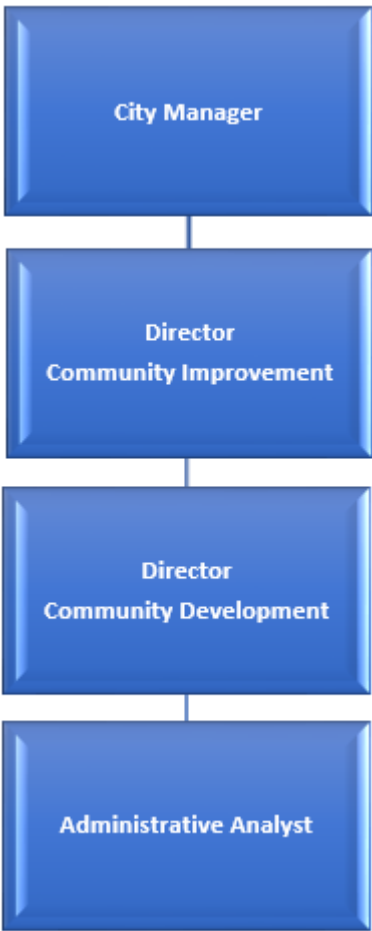 City Manager
Director
Community Improvement
Director
Community Development
Administrative Analyst